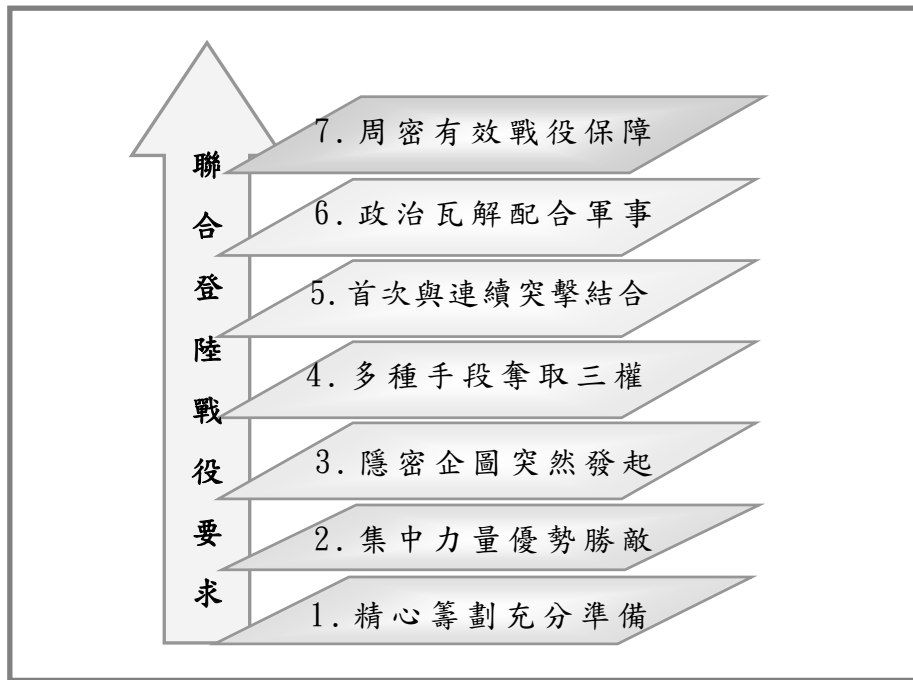 聯合登陸戰役要求
7. 周密有效戰役保障
6. 政治瓦解配合軍事
5. 首次與連續突擊結合
4. 多種手段奪取三權
3. 隱密企圖突然發起
2. 集中力量優勢勝敵
1. 精心籌劃充分準備